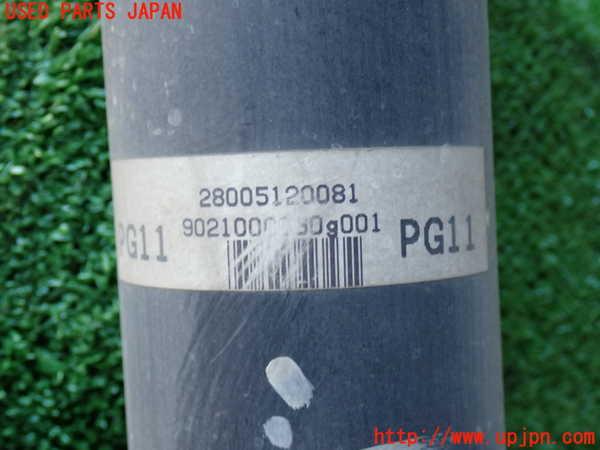 USED PARTS JAPAN
28005120081
PG11
PG11
http://www.upjpn.com